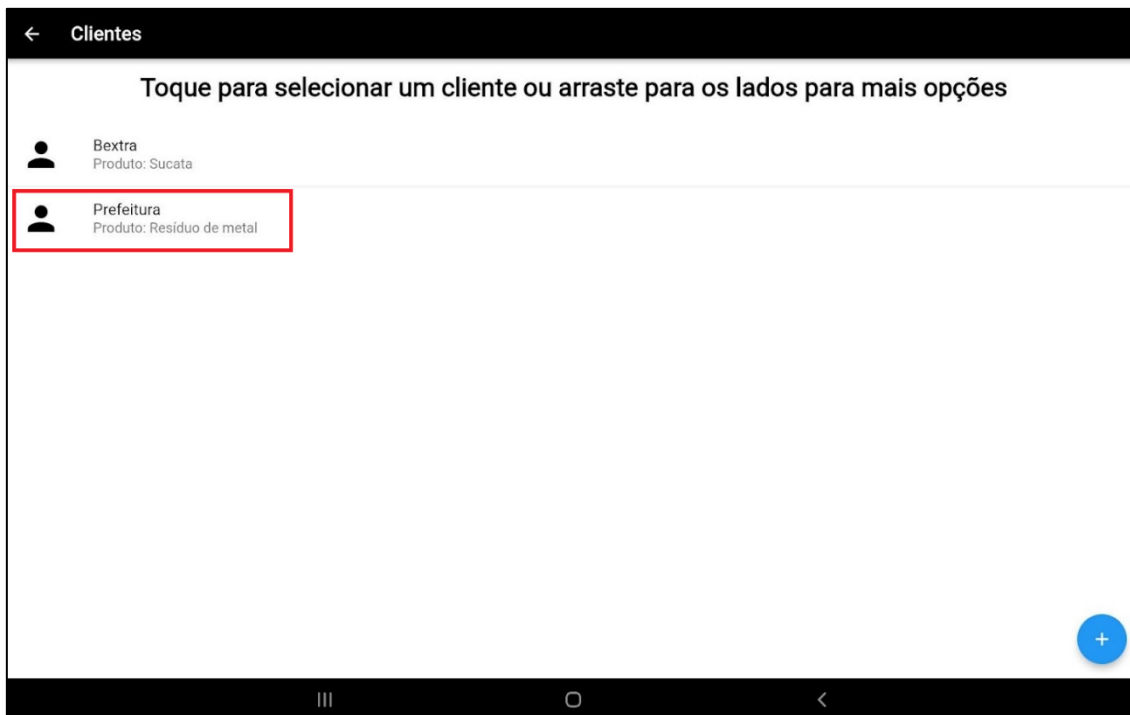 Clientes
Toque para selecionar um cliente ou arraste para os lados para mais opções
Bextra
Produto: Sucata
Prefeitura
Produto: Resíduo de metal